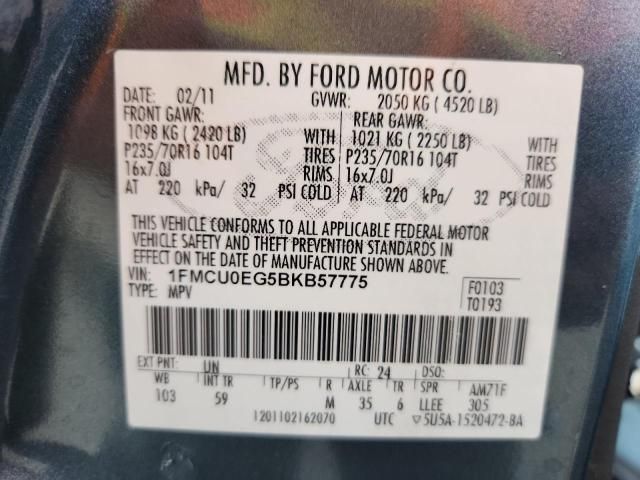 MFD. BY FORD MOTOR CO.
DATE: 02/11 GVWR: 2050 KG ( 4520 LB)
FRONT GAWR: REAR GAWR:
1098 KG ( 2420 LB) WITH 1021 KG ( 2250 LB) WITH
P235/70R16 104T TIRES P235/70R16 104T TIRES
16x7.0J RIMS 16x7.0J RIMS
AT 220 kPa/ 32 PSI COLD AT 220 kPa/ 32 PSI COLD
THIS VEHICLE CONFORMS TO ALL APPLICABLE FEDERAL MOTOR
VEHICLE SAFETY AND THEFT PREVENTION STANDARDS IN
EFFECT ON THE DATE OF MANUFACTURE SHOWN ABOVE.
VIN: 1FMCU0EG5BKB57775 F0103
TYPE: MPV T0193
EXT PNT: UN RC: 24 DSO:
WB INT TR TP/PS R AXLE TR SPR AM71F
103 59 M 35 6 LLEE 305
1201102162070 UTC ▽5U5A-1520472-BA